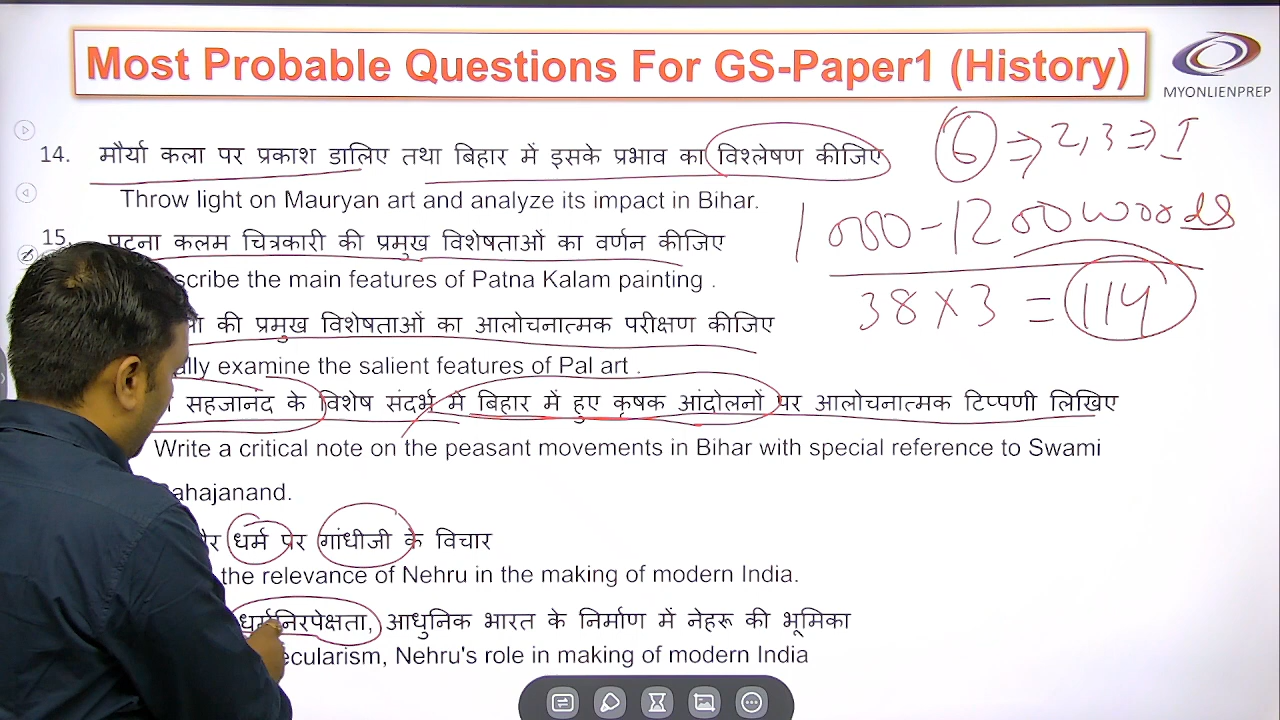 Most Probable Questions For GS-Paper1 (History)
MYONLIENPREP
14. मौर्या कला पर प्रकाश डालिए तथा बिहार में इसके प्रभाव का विश्लेषण कीजिए
6 ⇒ 2,3 ⇒ I
Throw light on Mauryan art and analyze its impact in Bihar.
1000-1200 words
15. पटना कलम चित्रकारी की प्रमुख विशेषताओं का वर्णन कीजिए
scribe the main features of Patna Kalam painting .
38 x 3 = 114
की प्रमुख विशेषताओं का आलोचनात्मक परीक्षण कीजिए
ally examine the salient features of Pal art .
सहजानंद के विशेष संदर्भ में बिहार में हुए कृषक आंदोलनों पर आलोचनात्मक टिप्पणी लिखिए
Write a critical note on the peasant movements in Bihar with special reference to Swami
ahajanand.
धर्म पर गांधीजी के विचार
the relevance of Nehru in the making of modern India.
धर्मनिरपेक्षता, आधुनिक भारत के निर्माण में नेहरू की भूमिका
ecularism, Nehru's role in making of modern India